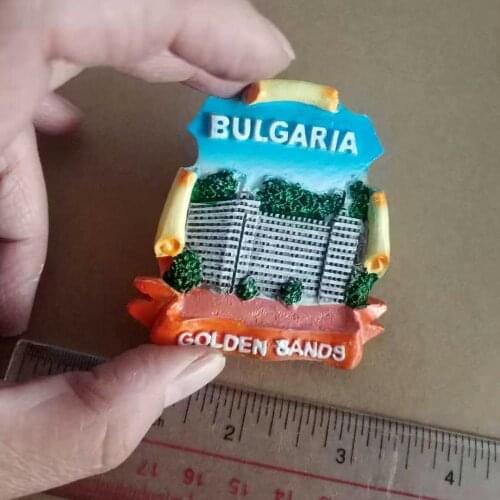 BULGARIA
GOLDEN SANDS
2 3 4
17 16 15